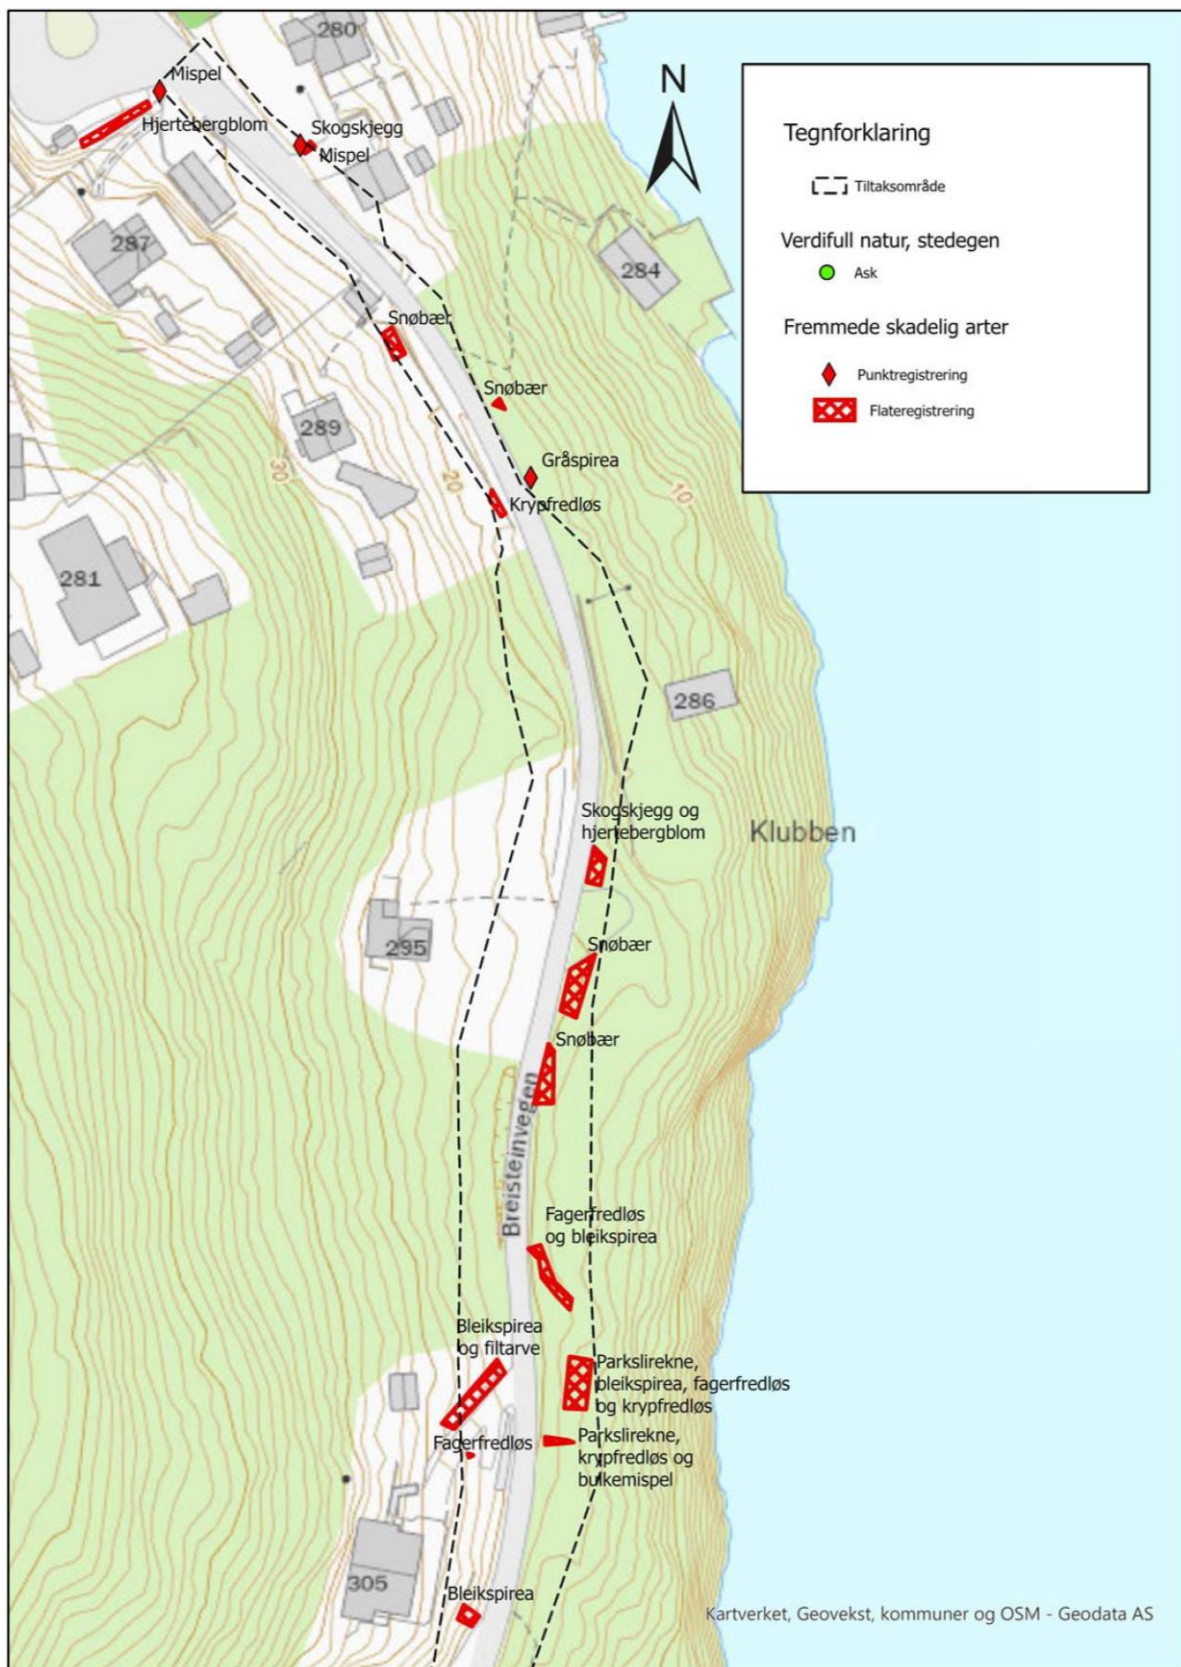 280
Mispel
Hjertebergblom
Skogskjegg
Mispel
N
Tegnforklaring
Tiltaksområde
Verdifull natur, stedegen
Ask
Fremmede skadelig arter
Punktregistrering
Flateregistrering
287
284
Snøbær
Snøbær
289
30
20
Gråspirea
10
Krypfredløs
281
286
Skogskjegg og
hjertebergblom
Klubben
295
Snøbær
Snøbær
Breisteinvegen
Fagerfredløs
og bleikspirea
Bleikspirea
og filtarve
Parkslirekne,
bleikspirea, fagerfredløs
og krypfredløs
Fagerfredløs
Parkslirekne,
krypfredløs og
bulkemispel
305
Bleikspirea
Kartverket, Geovekst, kommuner og OSM - Geodata AS